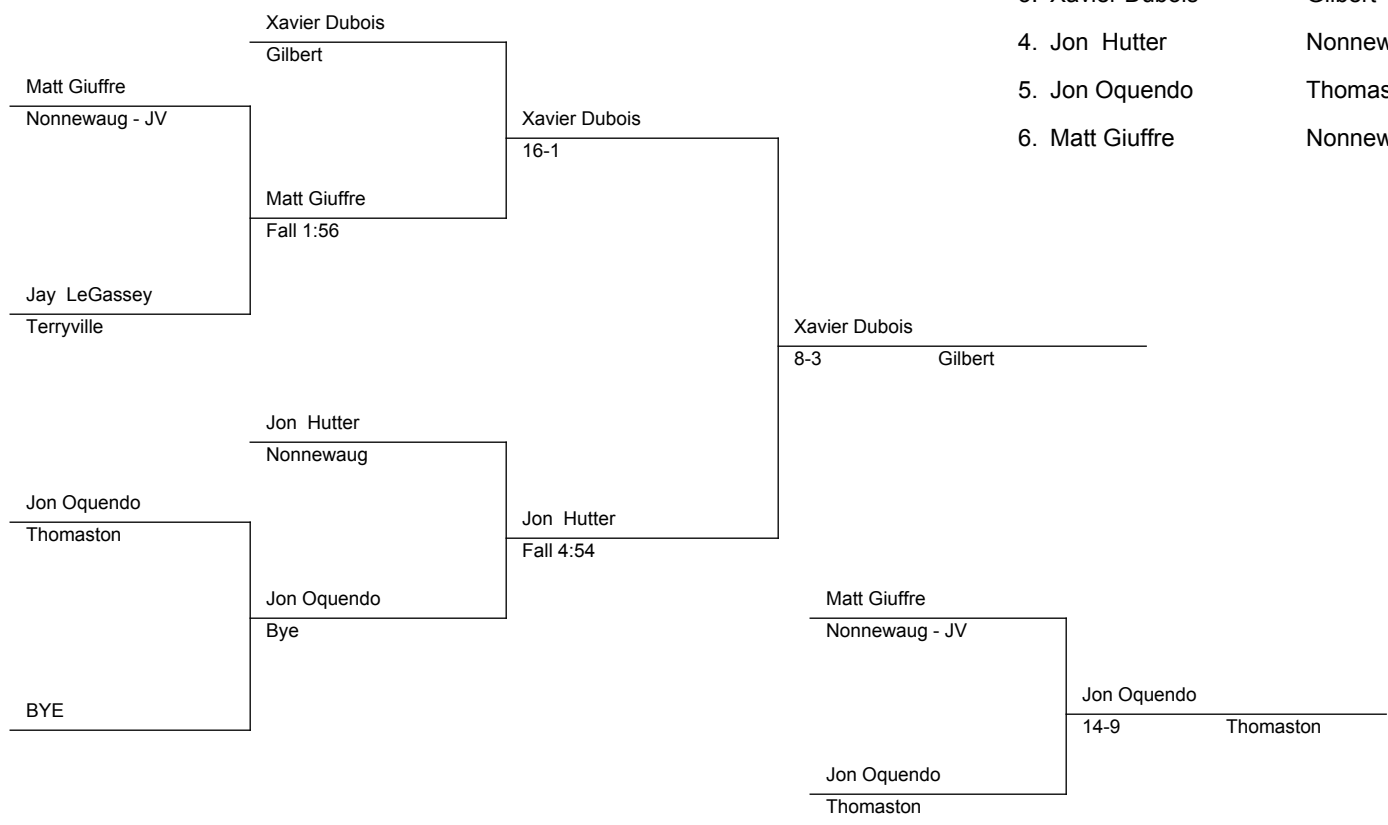 Xavier Dubois
Gilbert
4. Jon Hutter
5. Jon Oquendo
6. Matt Giuffre
Matt Giuffre
Nonnewaug - JV
Xavier Dubois
16-1
Matt Giuffre
Fall 1:56
Jay LeGassey
Terryville
Xavier Dubois
8-3 Gilbert
Jon Hutter
Nonnewaug
Jon Oquendo
Thomaston
Jon Hutter
Fall 4:54
Jon Oquendo
Bye
Matt Giuffre
Nonnewaug - JV
BYE
Jon Oquendo
14-9 Thomaston
Jon Oquendo
Thomaston